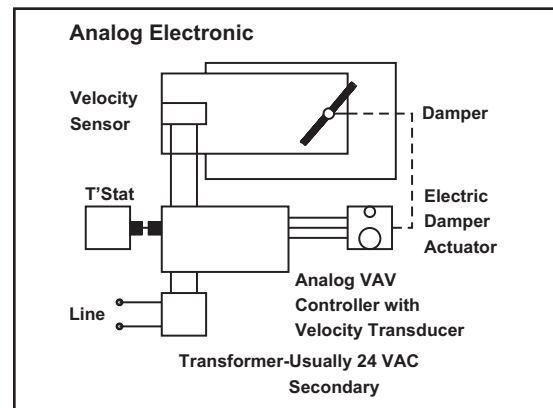 Analog Electronic
Velocity
Sensor
Damper
T'Stat
Electric
Damper
Actuator
Analog VAV
Controller with
Velocity Transducer
Line
Transformer-Usually 24 VAC
Secondary